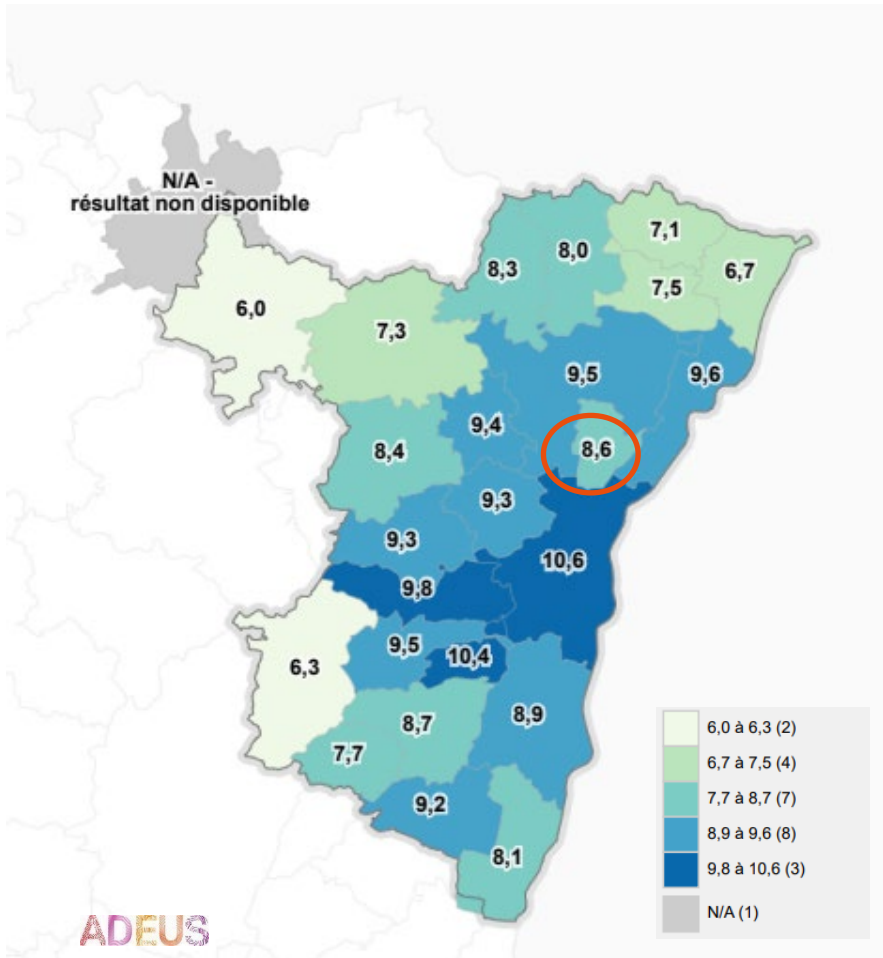 N/A -
résultat non disponible
7,1
8,0
8,3
6,7
7,5
6,0
7,3
9,5
9,6
9,4
8,4
8,6
9,3
9,3
10,6
9,8
9,5
10,4
6,3
8,9
8,7
7,7
9,2
8,1
6,0 à 6,3 (2)
6,7 à 7,5 (4)
7,7 à 8,7 (7)
8,9 à 9,6 (8)
9,8 à 10,6 (3)
N/A (1)
ADEUS